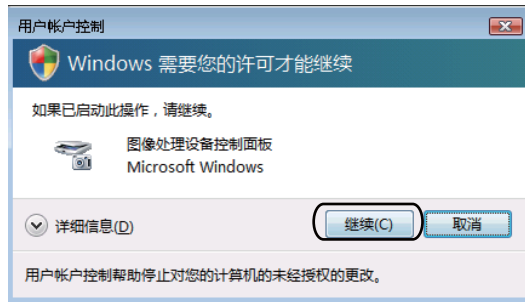 用户帐户控制
Windows 需要您的许可才能继续
如果已启动此操作，请继续。
图像处理设备控制面板
Microsoft Windows
详细信息(D)
继续(C)
取消
用户帐户控制帮助停止对您的计算机的未经授权的更改。